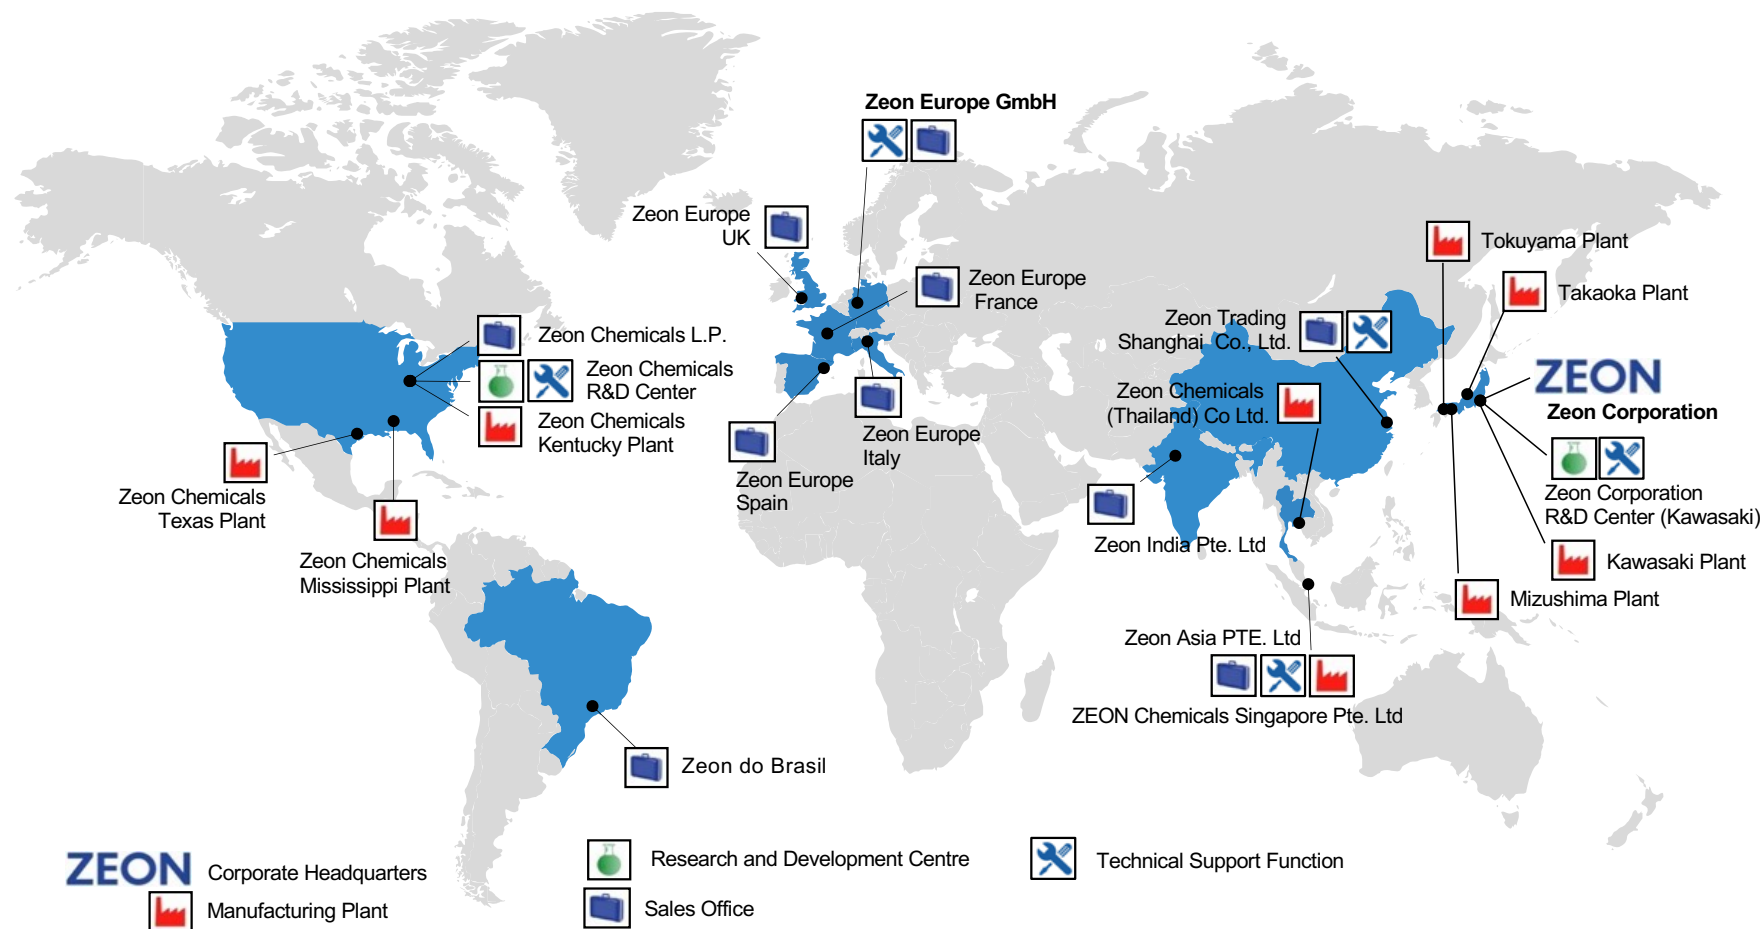 Zeon Europe GmbH
Zeon Europe
UK
Zeon Europe
France
Zeon Chemicals L.P.
Zeon Chemicals
R&D Center
Zeon Chemicals
Kentucky Plant
Zeon Chemicals
Texas Plant
Zeon Chemicals
Mississippi Plant
Zeon Europe
Spain
Zeon Europe
Italy
Zeon do Brasil
Tokuyama Plant
Takaoka Plant
Zeon Trading
Shanghai Co., Ltd.
Zeon Chemicals
(Thailand) Co Ltd.
ZEON
Zeon Corporation
Zeon Corporation
R&D Center (Kawasaki)
Kawasaki Plant
Mizushima Plant
Zeon India Pte. Ltd
Zeon Asia PTE. Ltd
ZEON Chemicals Singapore Pte. Ltd
ZEON Corporate Headquarters
Manufacturing Plant
Research and Development Centre
Sales Office
Technical Support Function